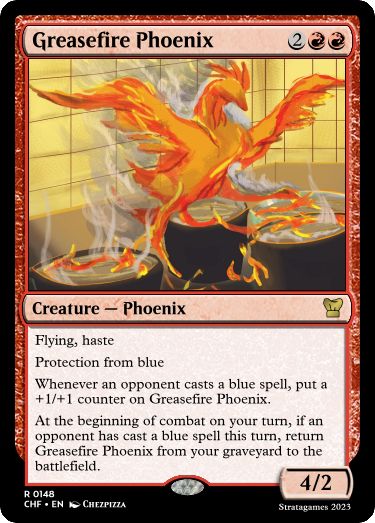 Greasefire Phoenix 2
Creature — Phoenix
Flying, haste
Protection from blue
Whenever an opponent casts a blue spell, put a
+1/+1 counter on Greasefire Phoenix.
At the beginning of combat on your turn, if an
opponent has cast a blue spell this turn, return
Greasefire Phoenix from your graveyard to the
battlefield.
4/2
R 0148
CHF • EN Chezpizza
Stratagames 2023